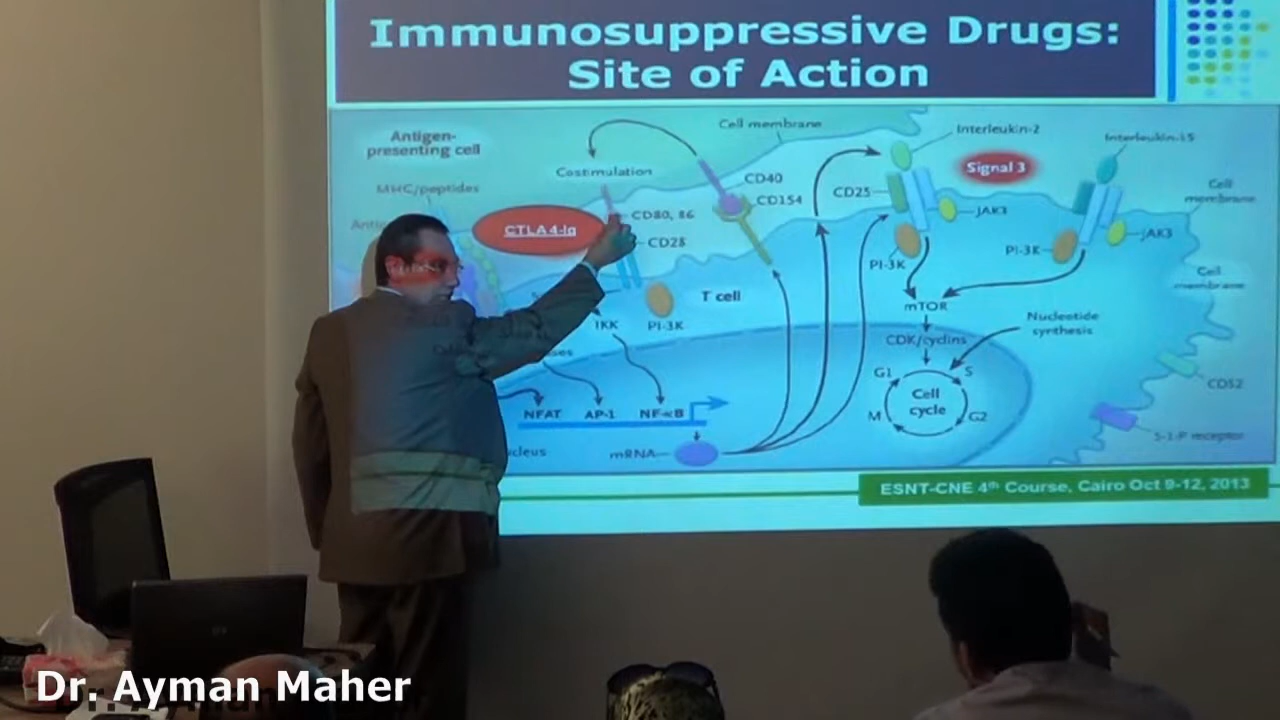 Immunosuppressive Drugs:
Site of Action
Antigen-
presenting cell
MHC/peptides
Cell membrane
Costimulation
CD40
CD154
CD80, 86
CD28
CTLA4-Ig
T cell
IKK
PI-3K
NFAT
AP-1
NF-κB
mRNA
Interleukin-2
Signal 3
Interleukin-15
CD25
JAK3
PI-3K
PI-3K
JAK3
Cell
membrane
Cell
membrane
mTOR
Nucleotide
synthesis
CDK/cyclins
G1
S
Cell
cycle
M
G2
CD52
S-1-P receptor
ESNT-CNE 4th Course, Cairo Oct 9-12, 2013
Dr. Ayman Maher